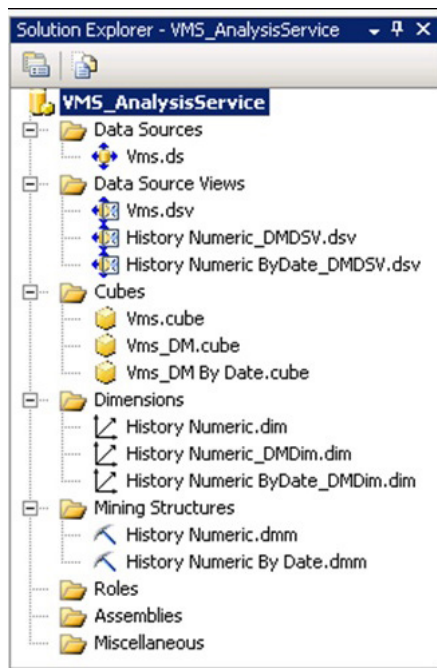 Solution Explorer - VMS_AnalysisService
VMS_AnalysisService
Data Sources
Vms.ds
Data Source Views
Vms.dsv
History Numeric_DMDSV.dsv
History Numeric ByDate_DMDSV.dsv
Cubes
Vms.cube
Vms_DM.cube
Vms_DM By Date.cube
Dimensions
History Numeric.dim
History Numeric_DMDim.dim
History Numeric ByDate_DMDim.dim
Mining Structures
History Numeric.dmm
History Numeric By Date.dmm
Roles
Assemblies
Miscellaneous